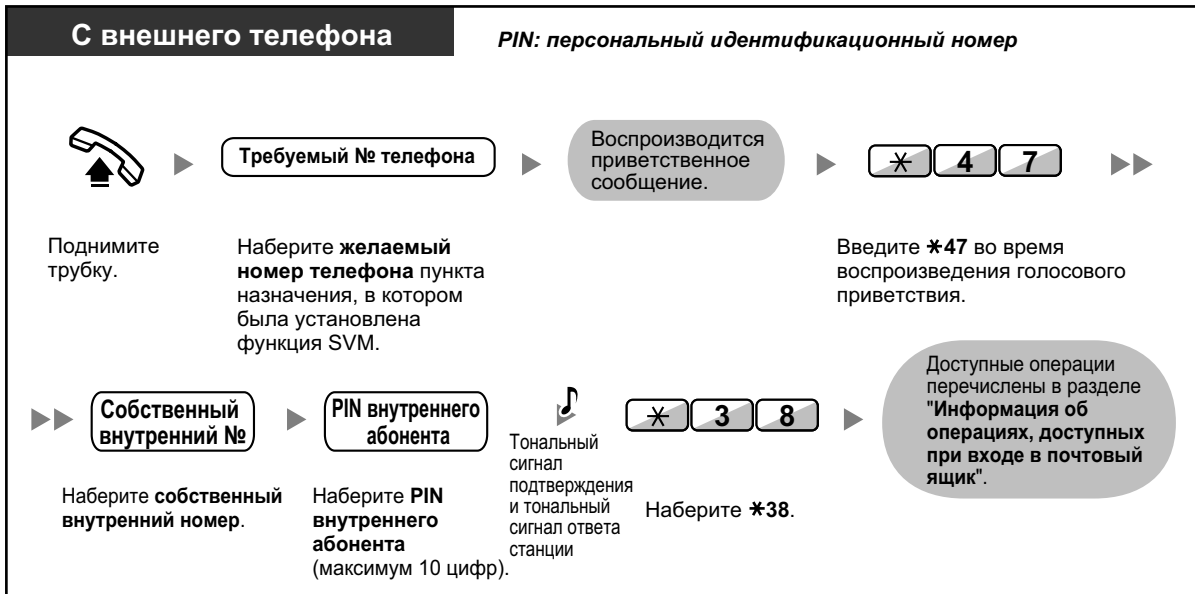 С внешнего телефона
PIN: персональный идентификационный номер
Требуемый № телефона
Воспроизводится
приветственное
сообщение.
* 4 7
Поднимите
трубку.
Наберите желаемый
номер телефона пункта
назначения, в котором
была установлена
функция SVM.
Введите *47 во время
воспроизведения голосового
приветствия.
Собственный
внутренний №
PIN внутреннего
абонента
Тональный
сигнал
подтверждения
и тональный
сигнал ответа
станции
* 3 8
Доступные операции
перечислены в разделе
"Информация об
операциях, доступных
при входе в почтовый
ящик".
Наберите собственный
внутренний номер.
Наберите PIN
внутреннего
абонента
(максимум 10 цифр).
Наберите *38.